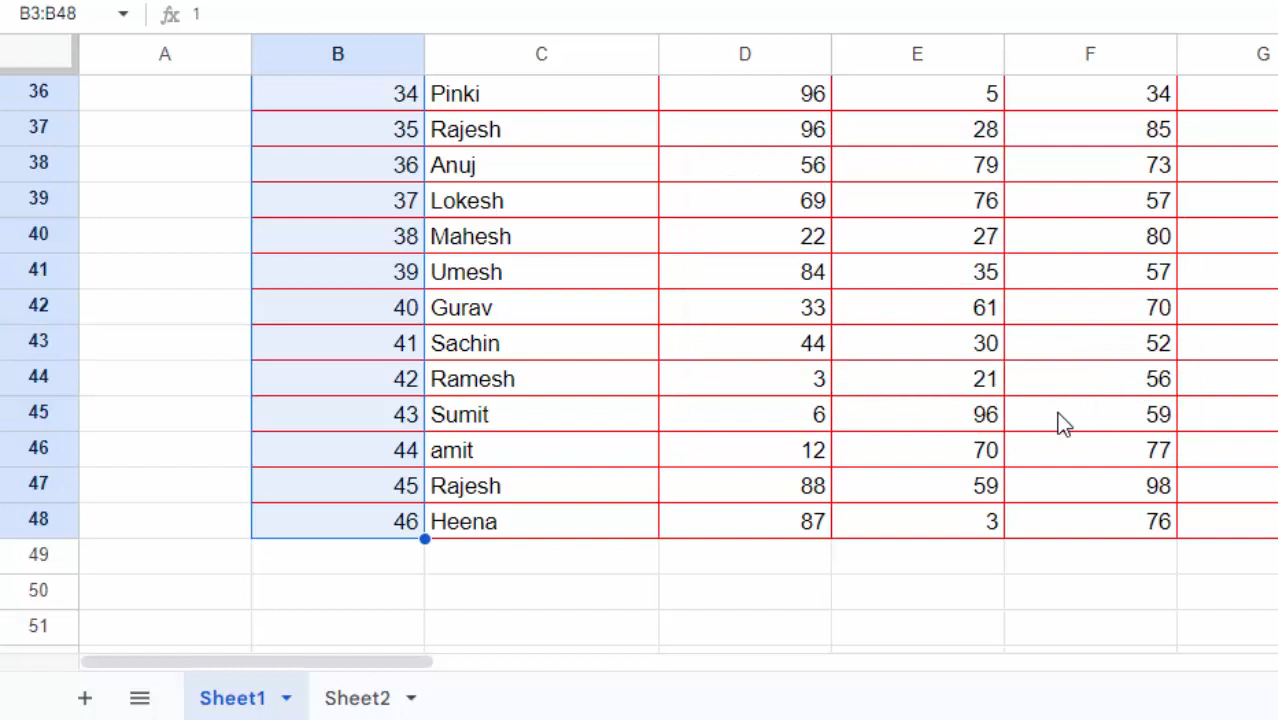 B3:B48 fx 1
A B C D E F G
36 34 Pinki 96 5 34
37 35 Rajesh 96 28 85
38 36 Anuj 56 79 73
39 37 Lokesh 69 76 57
40 38 Mahesh 22 27 80
41 39 Umesh 84 35 57
42 40 Gurav 33 61 70
43 41 Sachin 44 30 52
44 42 Ramesh 3 21 56
45 43 Sumit 6 96 59
46 44 amit 12 70 77
47 45 Rajesh 88 59 98
48 46 Heena 87 3 76
49
50
51
Sheet1 Sheet2